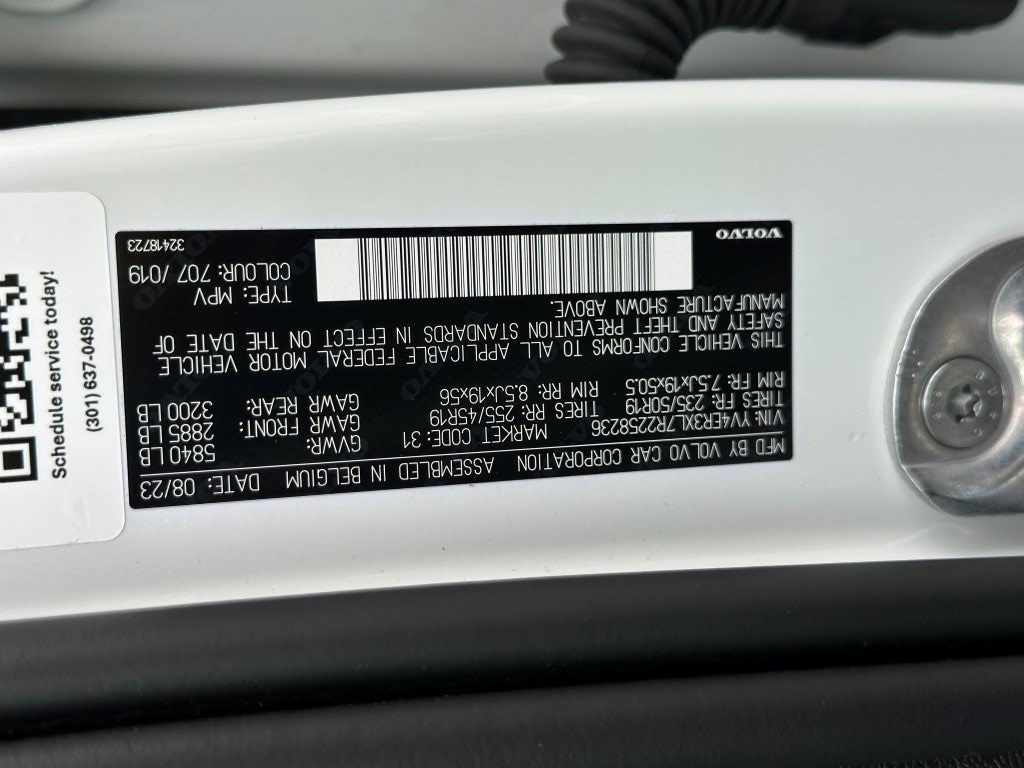 MFD BY VOLVO CAR CORPORATION ASSEMBLED IN BELGIUM DATE: 08/23
VIN: YV4ER3XL7R2258236 MARKET CODE: 31 GVWR: 5840 LB
TIRES FR: 235/50R19 TIRES RR: 255/45R19 GAWR FRONT: 2885 LB
RIM FR: 7.5Jx19x50.5 RIM RR: 8.5Jx19x56 GAWR REAR: 3200 LB
THIS VEHICLE CONFORMS TO ALL APPLICABLE FEDERAL MOTOR VEHICLE
SAFETY AND THEFT PREVENTION STANDARDS IN EFFECT ON THE DATE OF
MANUFACTURE SHOWN ABOVE.
TYPE: MPV
COLOUR: 707 /019
VOLVO 32418723
Schedule service today!
(301) 637-0498